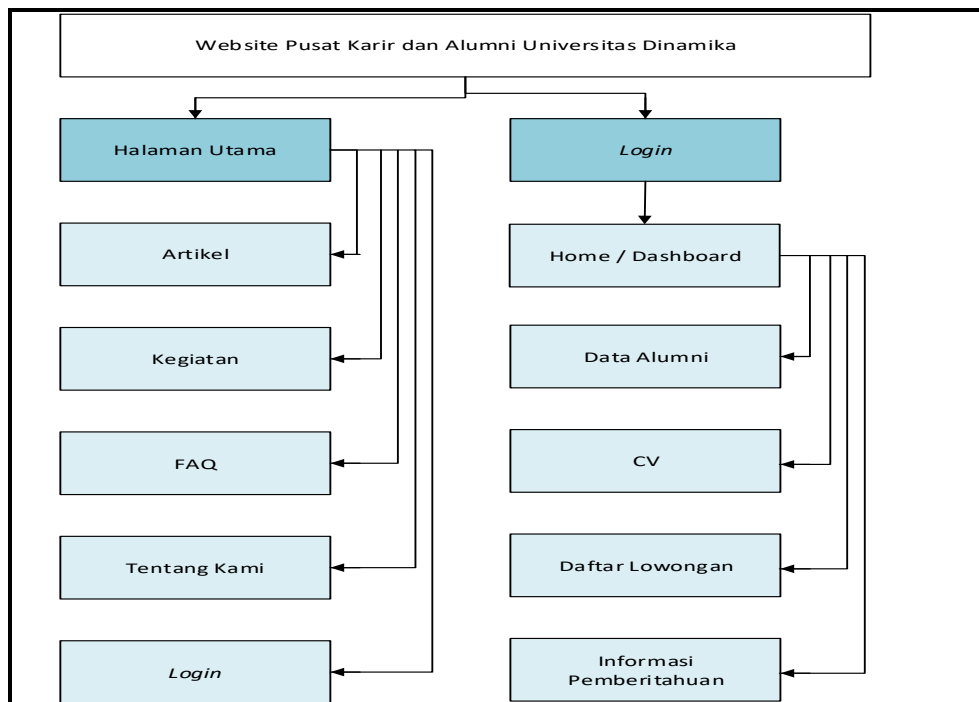 Website Pusat Karir dan Alumni Universitas Dinamika
Halaman Utama
Login
Artikel
Home / Dashboard
Kegiatan
Data Alumni
FAQ
CV
Tentang Kami
Daftar Lowongan
Login
Informasi
Pemberitahuan